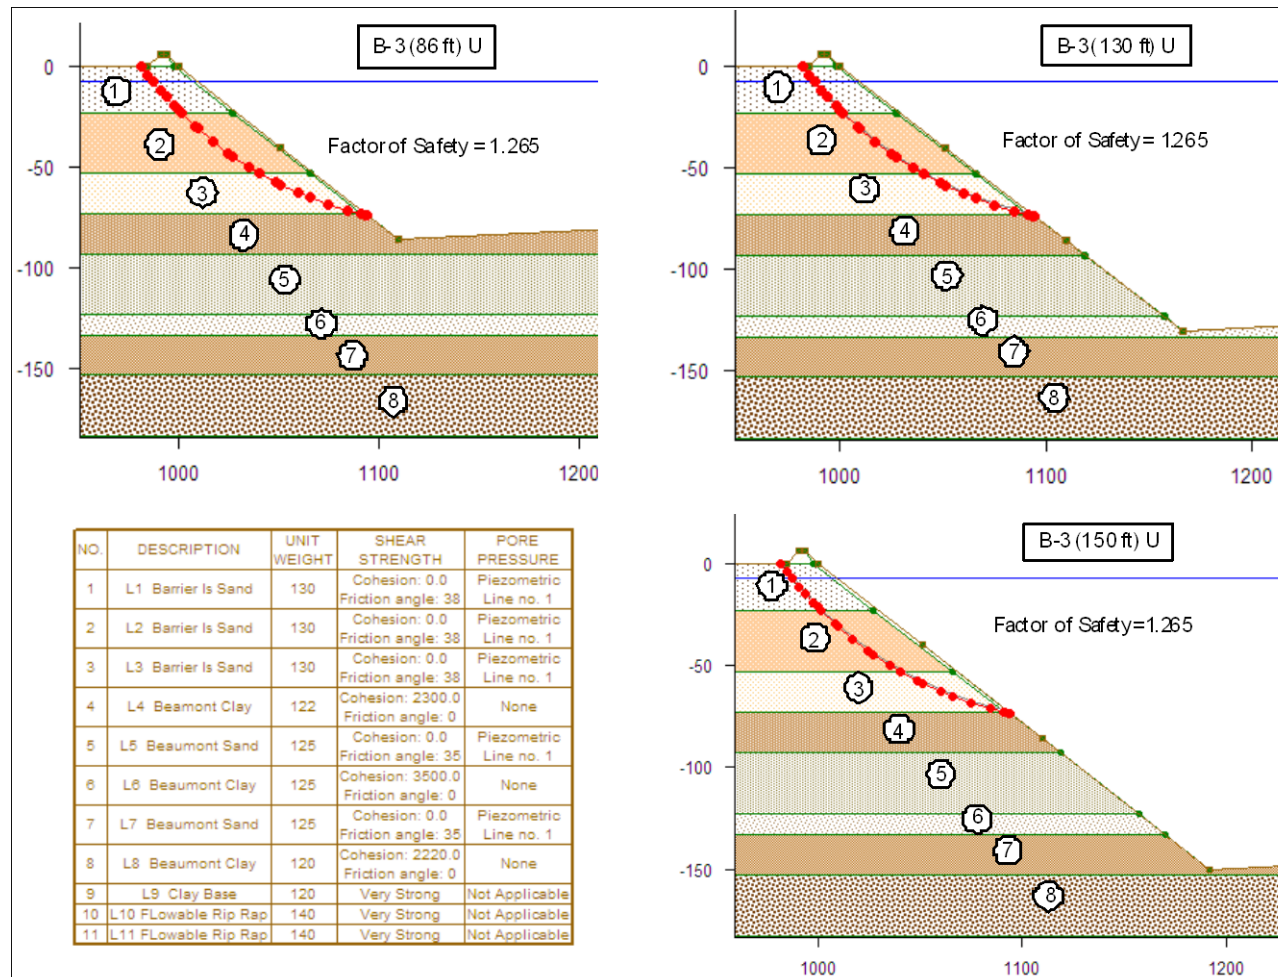 B-3 (86 ft) U
Factor of Safety = 1.265
0
-50
-100
-150
1000
1100
1200
1
2
3
4
5
6
7
8
B-3 (130 ft) U
Factor of Safety = 1265
0
-50
-100
-150
1000
1100
1200
1
2
3
4
5
6
7
8
NO. DESCRIPTION UNIT WEIGHT SHEAR STRENGTH PORE PRESSURE
1 L1 Barrier Is Sand 130 Cohesion: 0.0 Friction angle: 38 Piezometric Line no. 1
2 L2 Barrier Is Sand 130 Cohesion: 0.0 Friction angle: 38 Piezometric Line no. 1
3 L3 Barrier Is Sand 130 Cohesion: 0.0 Friction angle: 38 Piezometric Line no. 1
4 L4 Beamont Clay 122 Cohesion: 2300.0 Friction angle: 0 None
5 L5 Beaumont Sand 125 Cohesion: 0.0 Friction angle: 35 Piezometric Line no. 1
6 L6 Beaumont Clay 125 Cohesion: 3500.0 Friction angle: 0 None
7 L7 Beaumont Sand 125 Cohesion: 0.0 Friction angle: 35 Piezometric Line no. 1
8 L8 Beaumont Clay 120 Cohesion: 2220.0 Friction angle: 0 None
9 L9 Clay Base 120 Very Strong Not Applicable
10 L10 FLowable Rip Rap 140 Very Strong Not Applicable
11 L11 FLowable Rip Rap 140 Very Strong Not Applicable
B-3 (150 ft) U
Factor of Safety=1.265
0
-50
-100
-150
1000
1100
1200
1
2
3
4
5
6
7
8